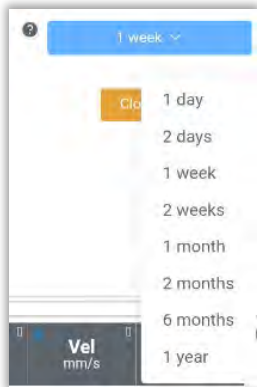 ?
1 week
Clo
1 day
2 days
1 week
2 weeks
1 month
2 months
6 months
1 year
Vel
mm/s